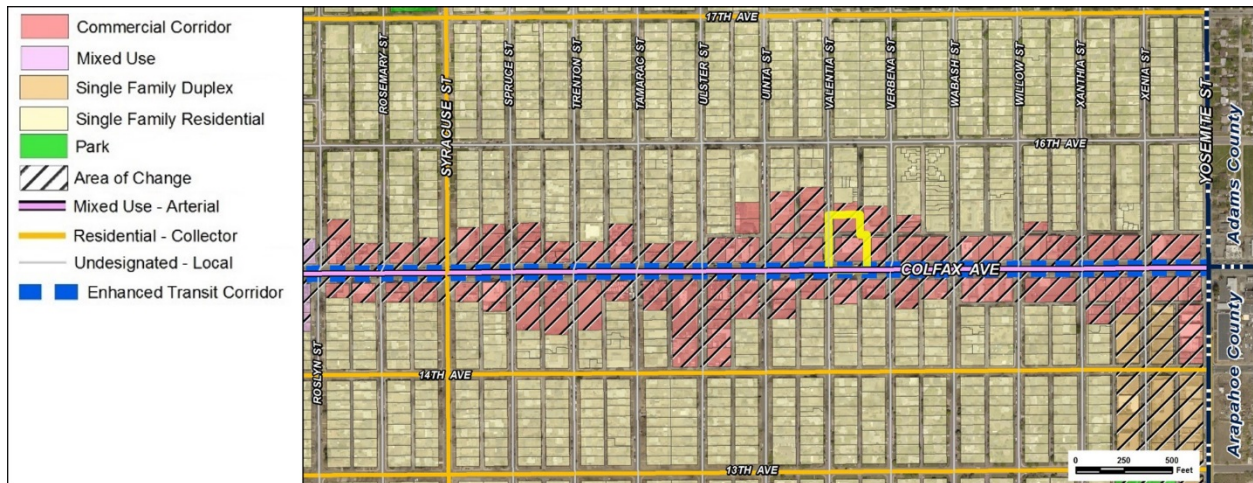 Commercial Corridor
Mixed Use
Single Family Duplex
Single Family Residential
Park
Area of Change
Mixed Use - Arterial
Residential - Collector
Undesignated - Local
Enhanced Transit Corridor
17TH AVE
ROSEMARY ST
SYRACUSE ST
SPRUCE ST
TRENTON ST
TAMARAC ST
ULSTER ST
UINTA ST
VALENTIA ST
VERBENA ST
WABASH ST
WILLOW ST
XANTHIA ST
XENIA ST
YOSEMITE ST
Adams County
16TH AVE
COLFAX AVE
ROSLYN ST
14TH AVE
Arapahoe County
13TH AVE
0 250 500
Feet